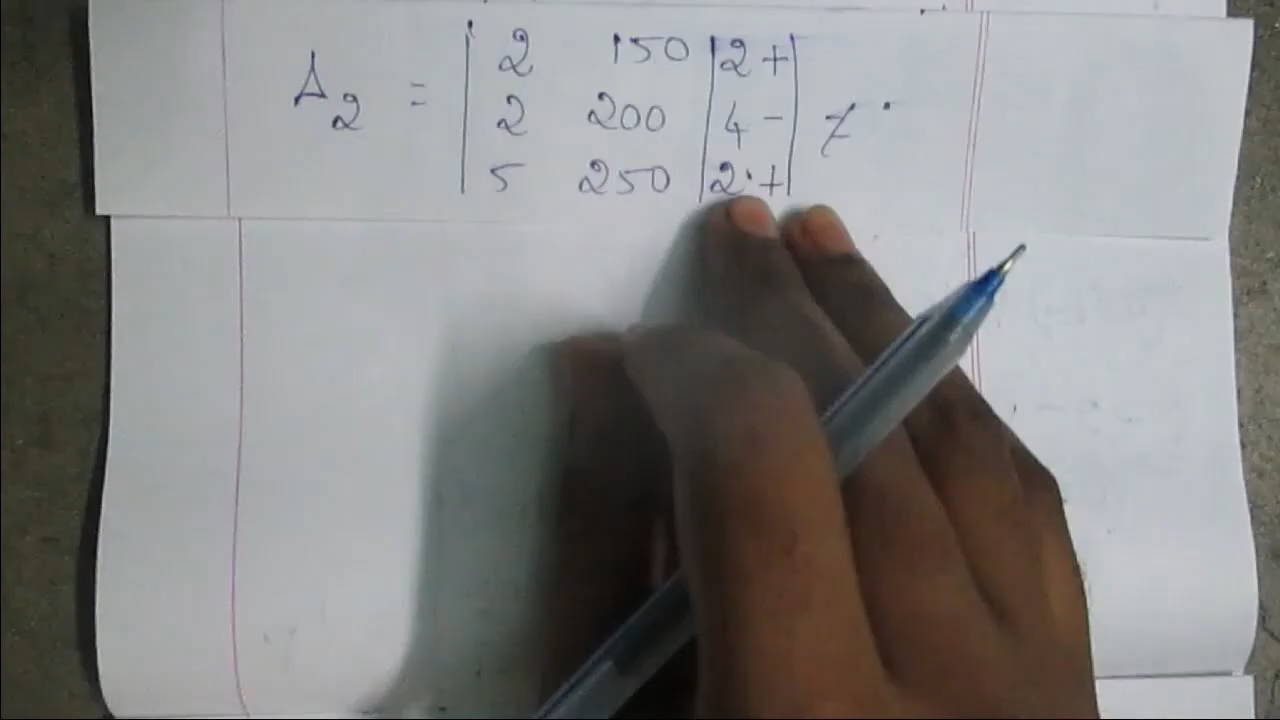 Δ₂ = | 2 150 | 2 + |
| 2 200 | 4 - | z
| 5 250 | 2 + |